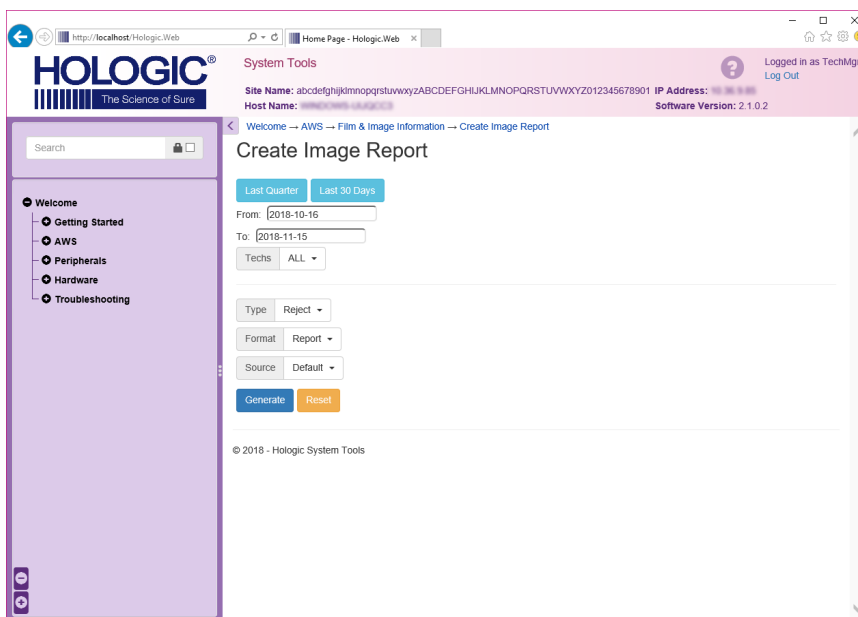 http://localhost/Hologic.Web
Home Page - Hologic.Web
HOLOGIC®
The Science of Sure
System Tools
Logged in as TechMgr
Log Out
Site Name: abcdefghijklmnopqrstuvwxyzABCDEFGHIJKLMNOPQRSTUVWXYZ012345678901 IP Address:
Host Name:
Software Version: 2.1.0.2
Welcome → AWS → Film & Image Information → Create Image Report
Search
Create Image Report
Last Quarter Last 30 Days
From: 2018-10-16
To: 2018-11-15
Techs ALL
Welcome
Getting Started
AWS
Peripherals
Hardware
Troubleshooting
Type Reject
Format Report
Source Default
Generate Reset
© 2018 - Hologic System Tools